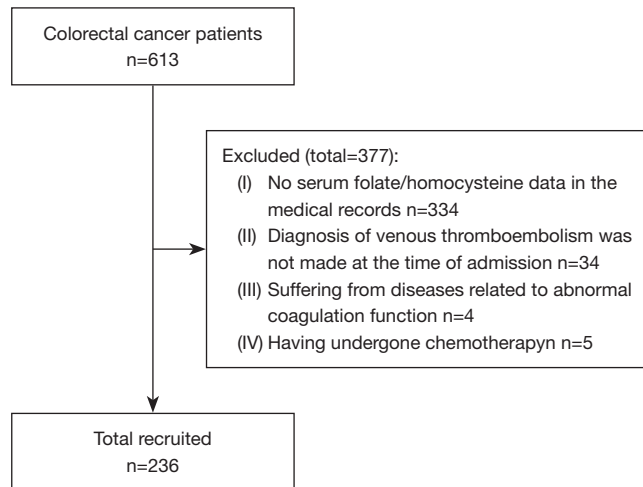 Colorectal cancer patients
n=613
Excluded (total=377):
(I) No serum folate/homocysteine data in the
medical records n=334
(II) Diagnosis of venous thromboembolism was
not made at the time of admission n=34
(III) Suffering from diseases related to abnormal
coagulation function n=4
(IV) Having undergone chemotherapyn n=5
Total recruited
n=236